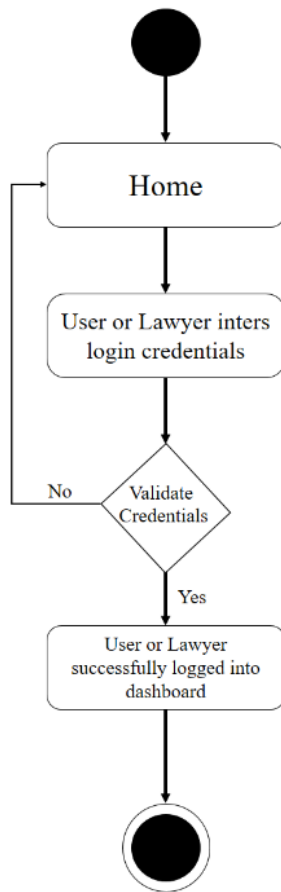 Home
User or Lawyer inters
login credentials
Validate
Credentials
No
Yes
User or Lawyer
successfully logged into
dashboard